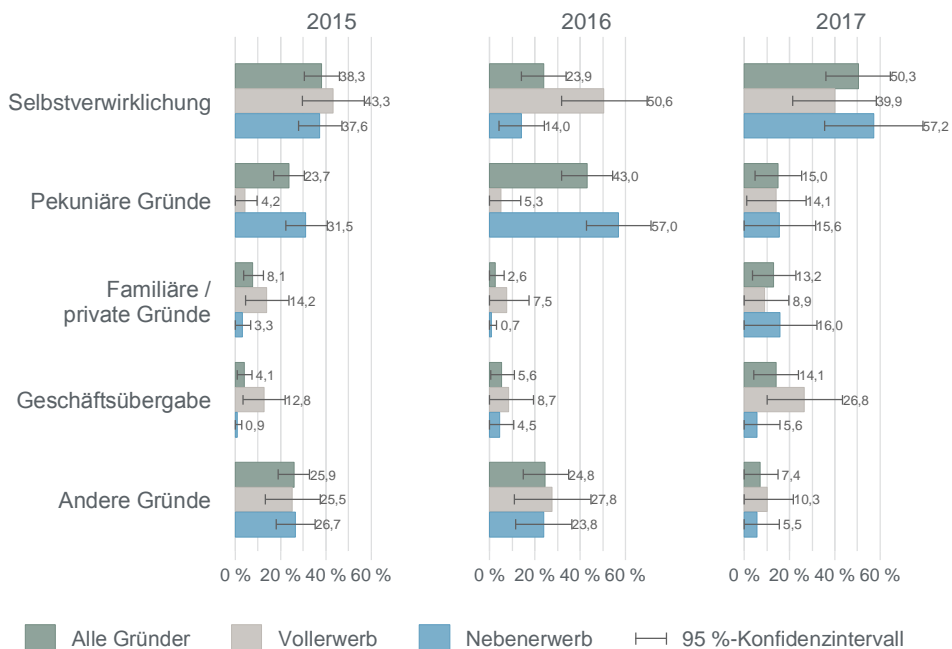 2015 2016 2017
Selbstverwirklichung
38,3 23,9 50,3
43,3 50,6 39,9
37,6 14,0 57,2
Pekuniäre Gründe
23,7 43,0 15,0
4,2 5,3 14,1
31,5 57,0 15,6
Familiäre /
private Gründe
8,1 2,6 13,2
14,2 7,5 8,9
3,3 0,7 16,0
Geschäftsübergabe
4,1 5,6 14,1
12,8 8,7 26,8
0,9 4,5 5,6
Andere Gründe
25,9 24,8 7,4
25,5 27,8 10,3
26,7 23,8 5,5
0 % 20 % 40 % 60 % 0 % 20 % 40 % 60 % 0 % 20 % 40 % 60 %
Alle Gründer Vollerwerb Nebenerwerb 95 %-Konfidenzintervall